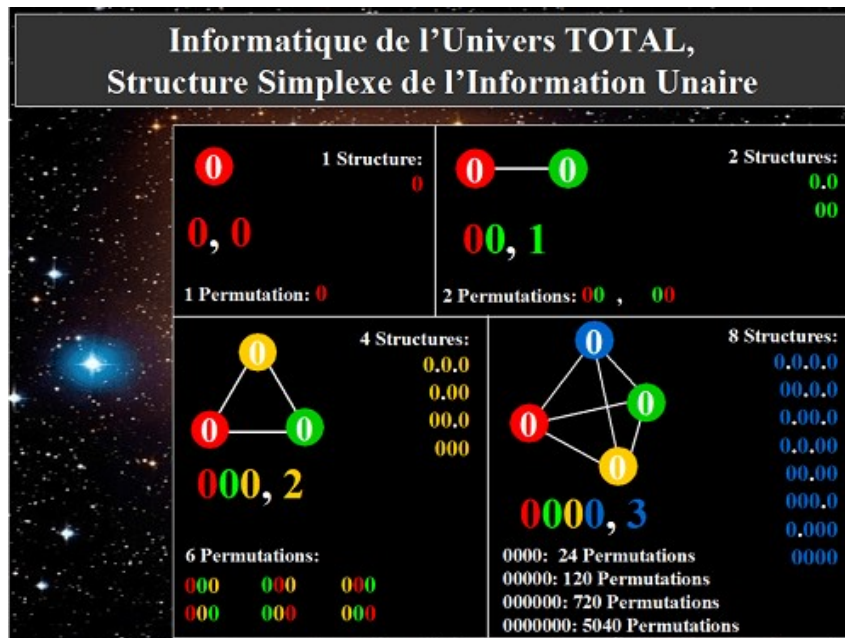 Informatique de l'Univers TOTAL,
Structure Simplexe de l'Information Unaire
0
1 Structure:
0
0, 0
1 Permutation: 0
0 0
2 Structures:
0.0
00
00, 1
2 Permutations: 00 , 00
0
0 0
4 Structures:
0.0.0
0.00
00.0
000
000, 2
6 Permutations:
000 000 000
000 000 000
0
0
0
0
8 Structures:
0.0.0.0
00.0.0
0.00.0
0.0.00
00.00
000.0
0.000
0000
0000, 3
0000: 24 Permutations
00000: 120 Permutations
000000: 720 Permutations
0000000: 5040 Permutations